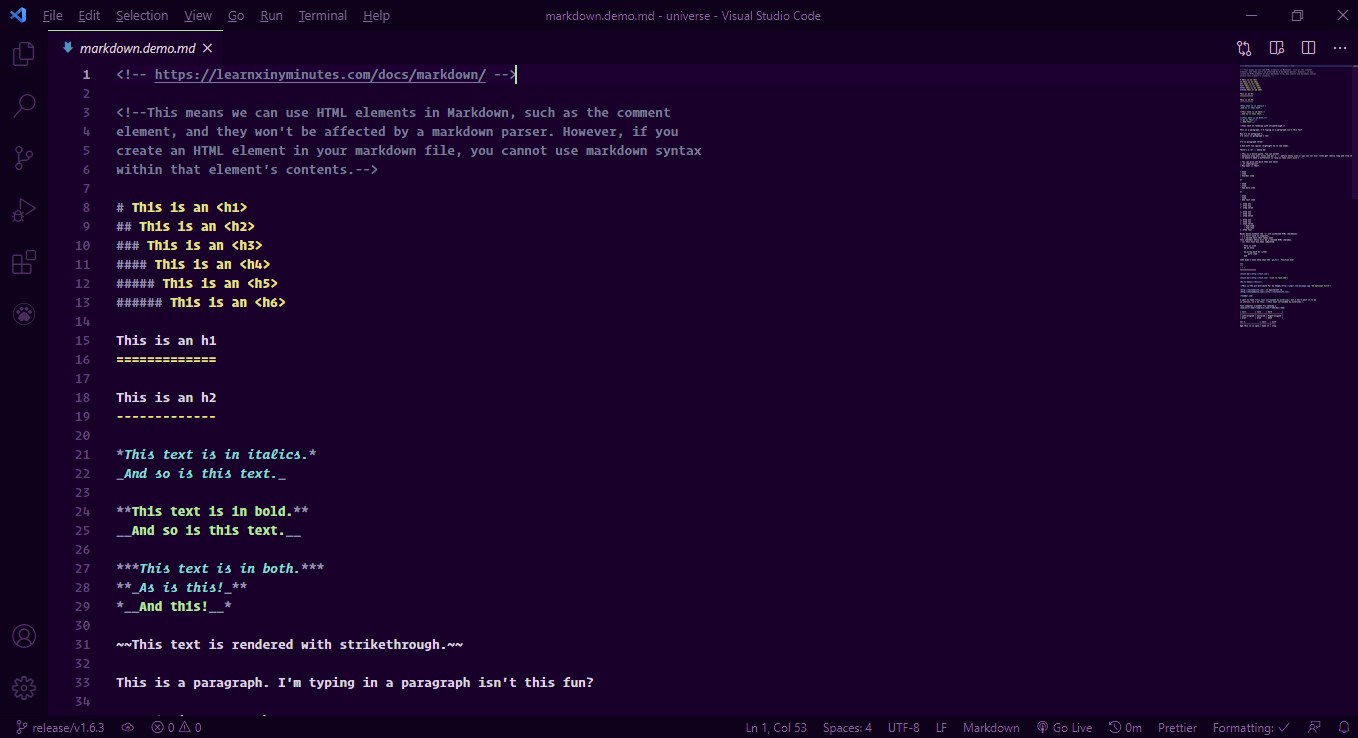 File Edit Selection View Go Run Terminal Help
markdown.demo.md - universe - Visual Studio Code
markdown.demo.md
1 <!-- https://learnxinyminutes.com/docs/markdown/ -->
2
3 <!--This means we can use HTML elements in Markdown, such as the comment
4 element, and they won't be affected by a markdown parser. However, if you
5 create an HTML element in your markdown file, you cannot use markdown syntax
6 within that element's contents.-->
7
8 # This is an <h1>
9 ## This is an <h2>
10 ### This is an <h3>
11 #### This is an <h4>
12 ##### This is an <h5>
13 ###### This is an <h6>
14
15 This is an h1
16 =============
17
18 This is an h2
19 -------------
20
21 *This text is in italics.*
22 _And so is this text._
23
24 **This text is in bold.**
25 __And so is this text.__
26
27 ***This text is in both.***
28 **_As is this!_**
29 *__And this!__*
30
31 ~~This text is rendered with strikethrough.~~
32
33 This is a paragraph. I'm typing in a paragraph isn't this fun?
34
release/v1.6.3 0 0 Ln 1, Col 53 Spaces: 4 UTF-8 LF Markdown Go Live 0m Prettier Formatting: ✓